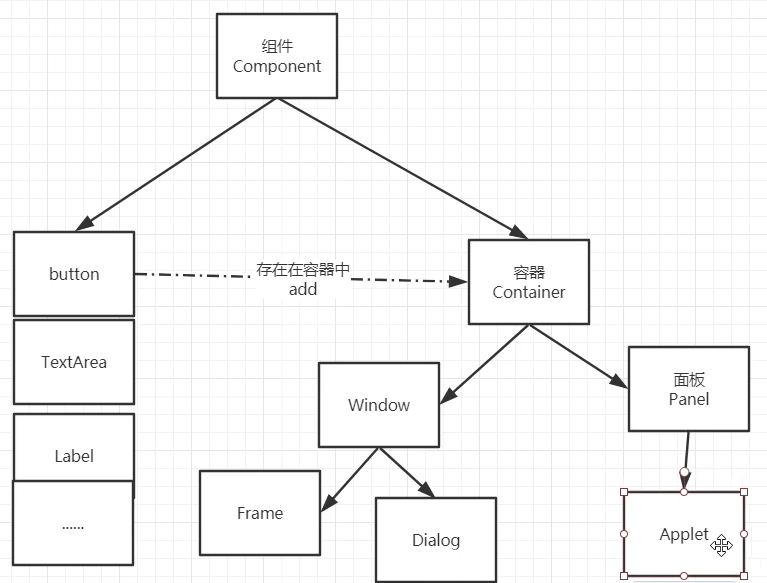 组件
Component
button
存在在容器中
add
容器
Container
TextArea
Label
......
Window
面板
Panel
Frame
Dialog
Applet